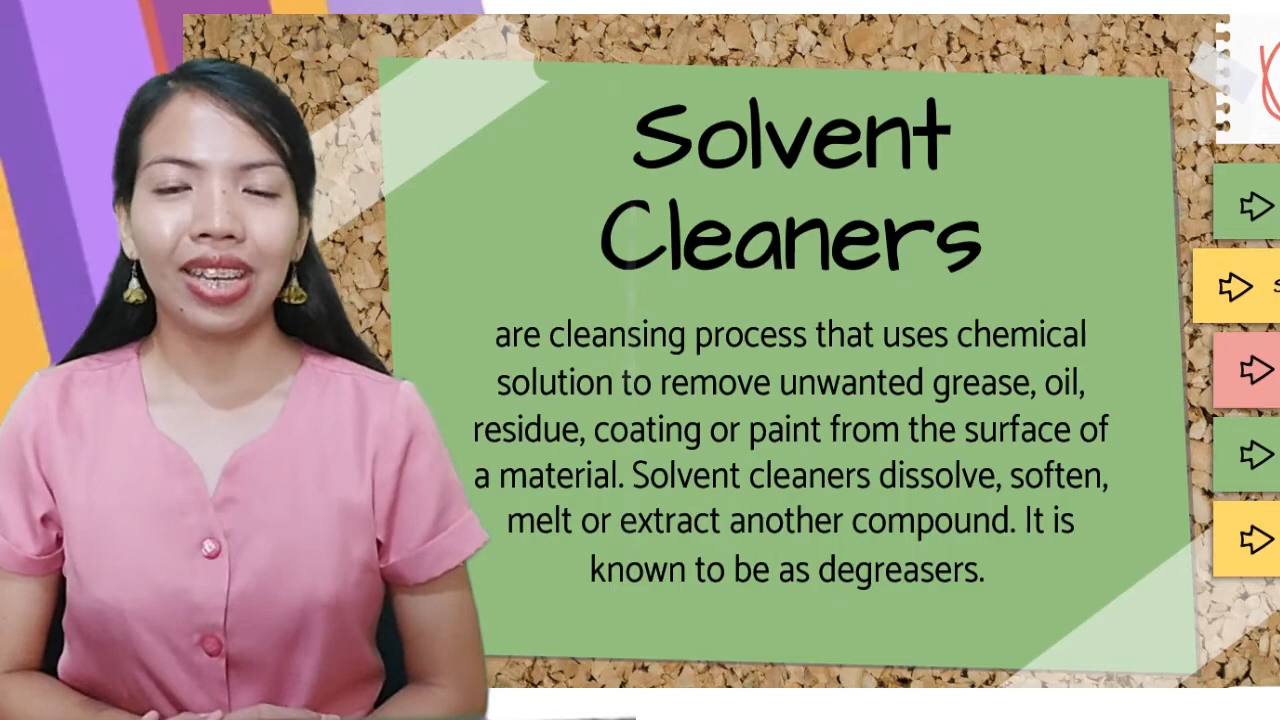 Solvent
Cleaners
are cleansing process that uses chemical
solution to remove unwanted grease, oil,
residue, coating or paint from the surface of
a material. Solvent cleaners dissolve, soften,
melt or extract another compound. It is
known to be as degreasers.